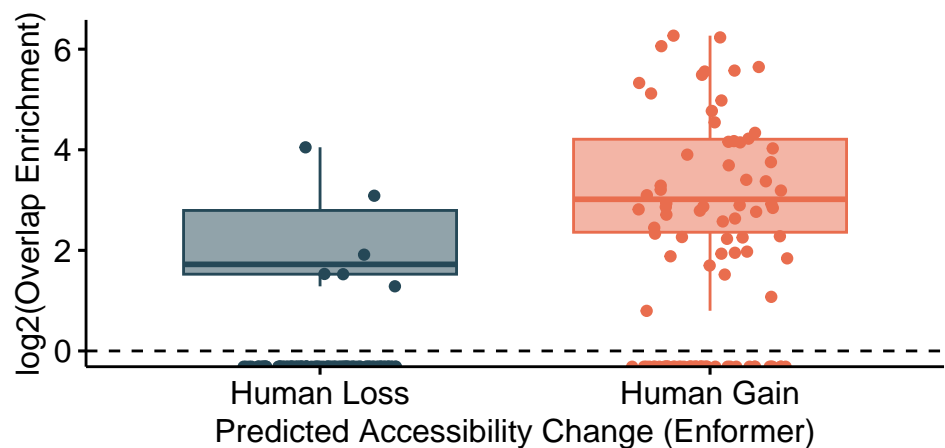 log2(Overlap Enrichment)
6
4
2
0
Human Loss
Human Gain
Predicted Accessibility Change (Enformer)